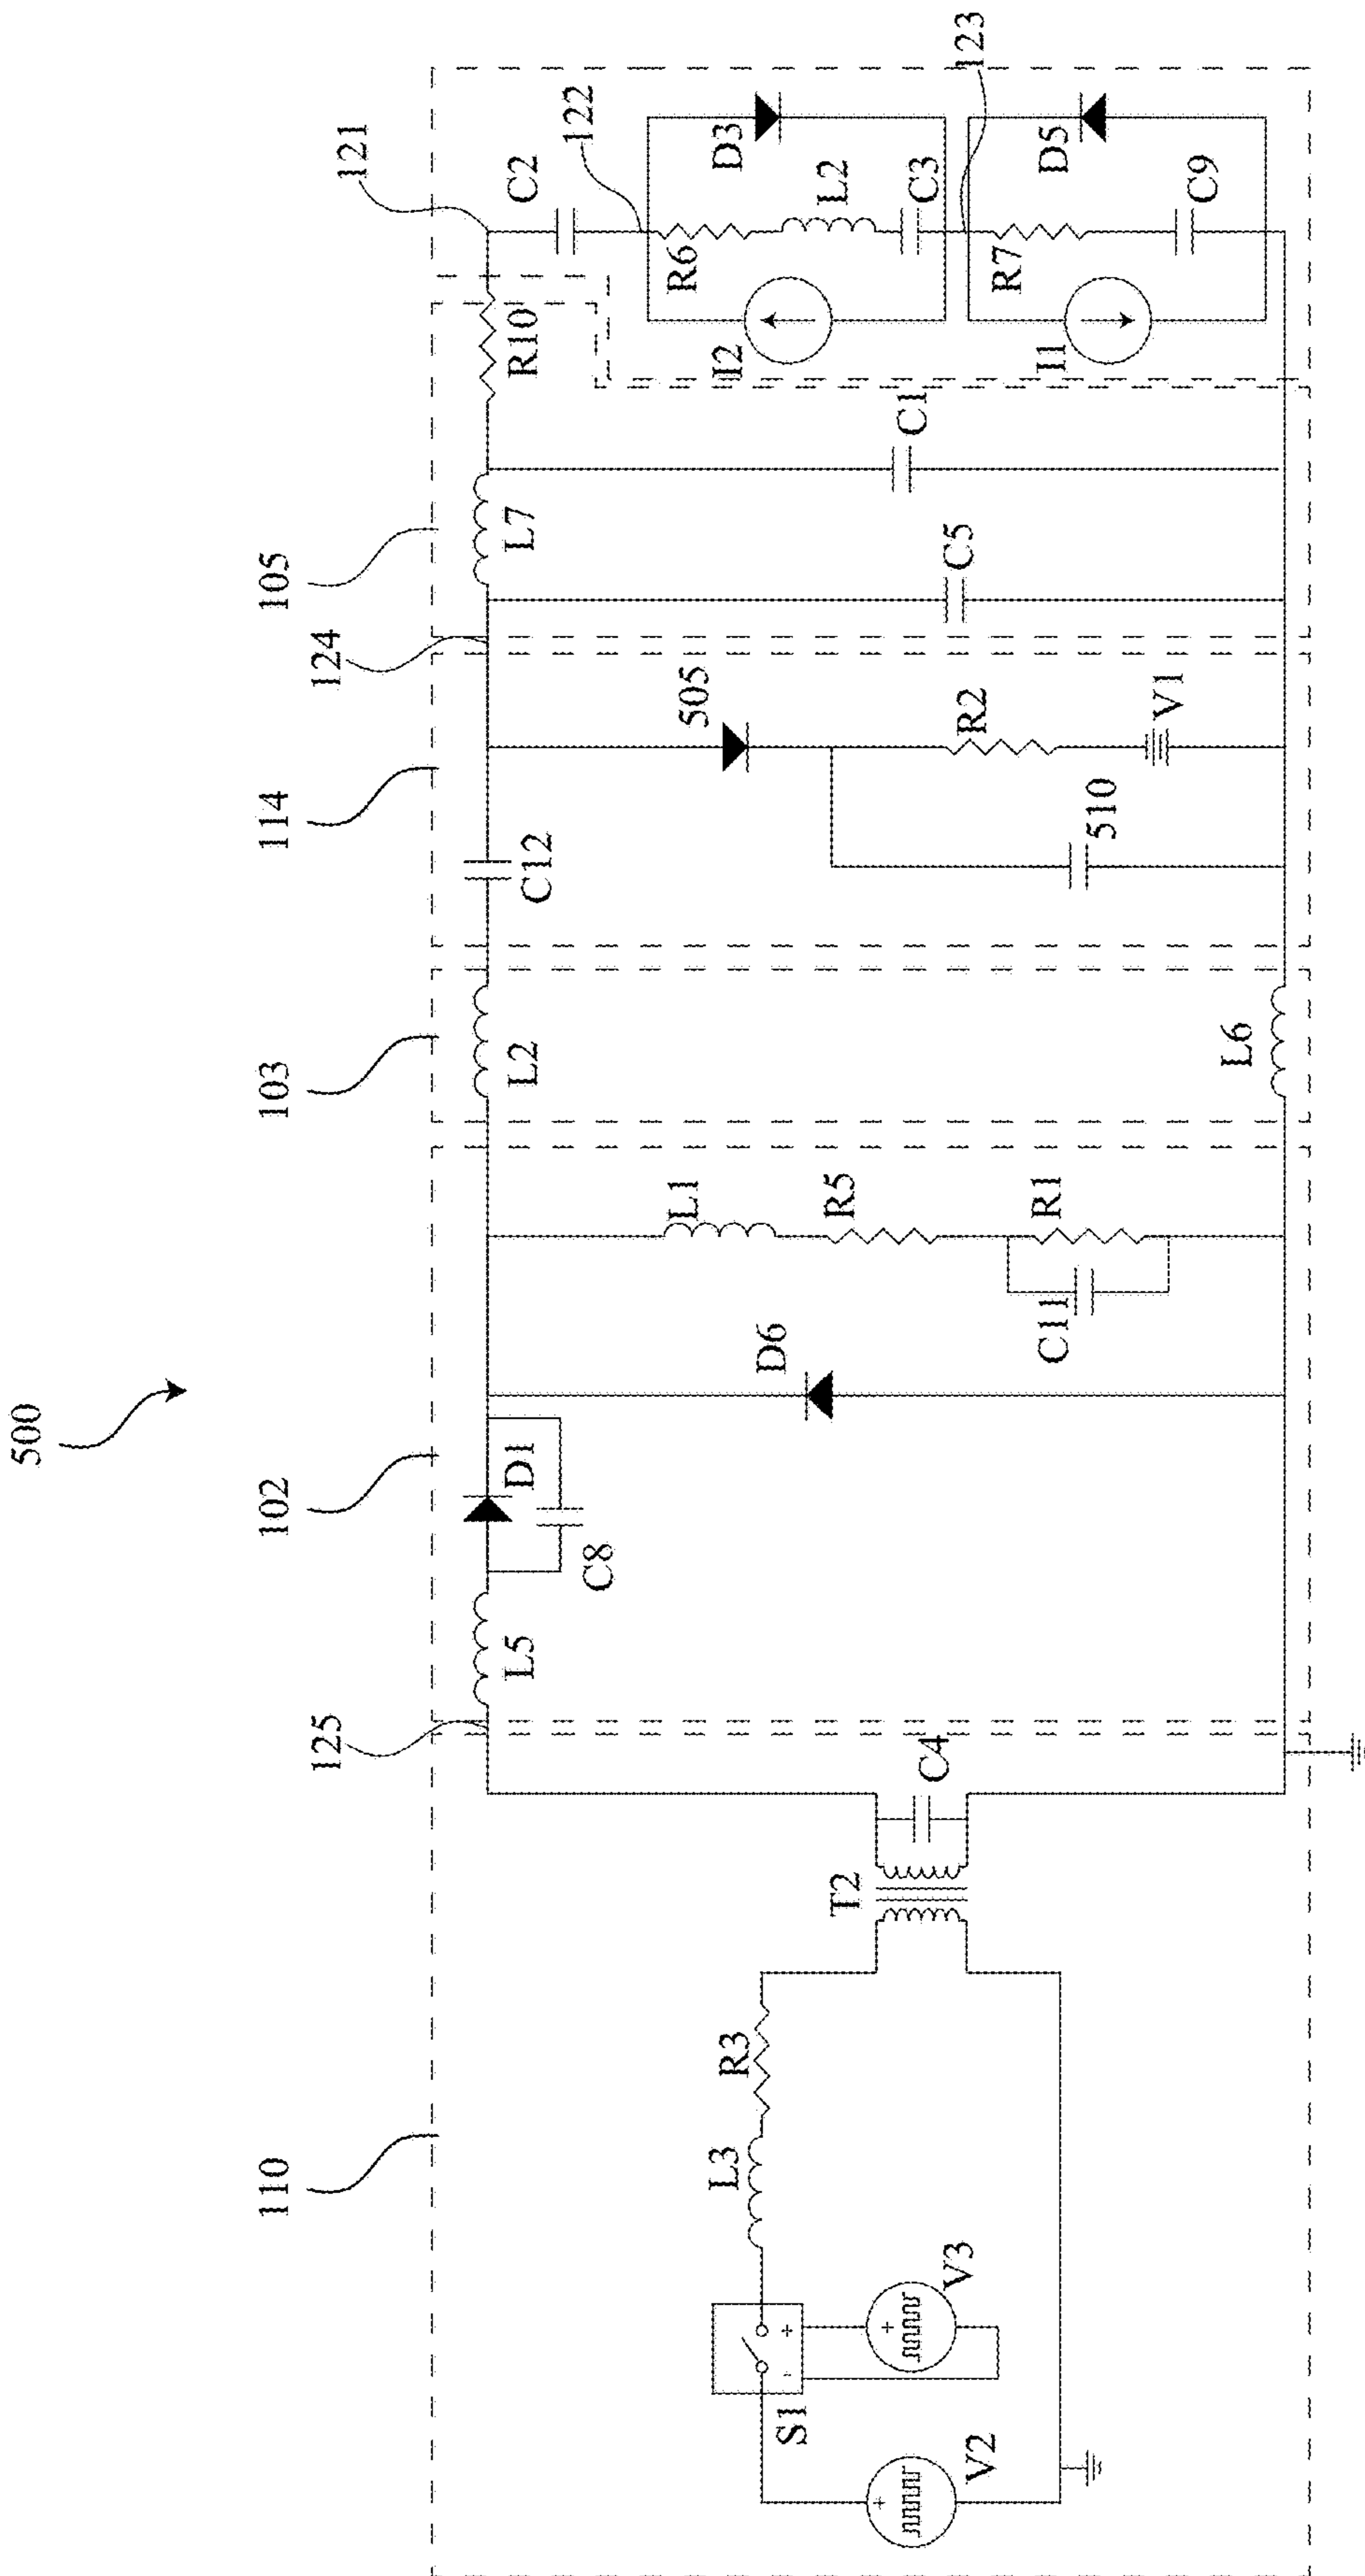 500
110
102
103
114
105
125
124
121
122
123
V2
S1
V3
L3
R3
T2
C4
L5
D1
C8
D6
L1
R5
R1
C11
L2
L6
C12
505
R2
V1
510
L7
C5
C1
R10
C2
D3
R6
L2
C3
I2
D5
R7
C9
I1
+
+
-
+